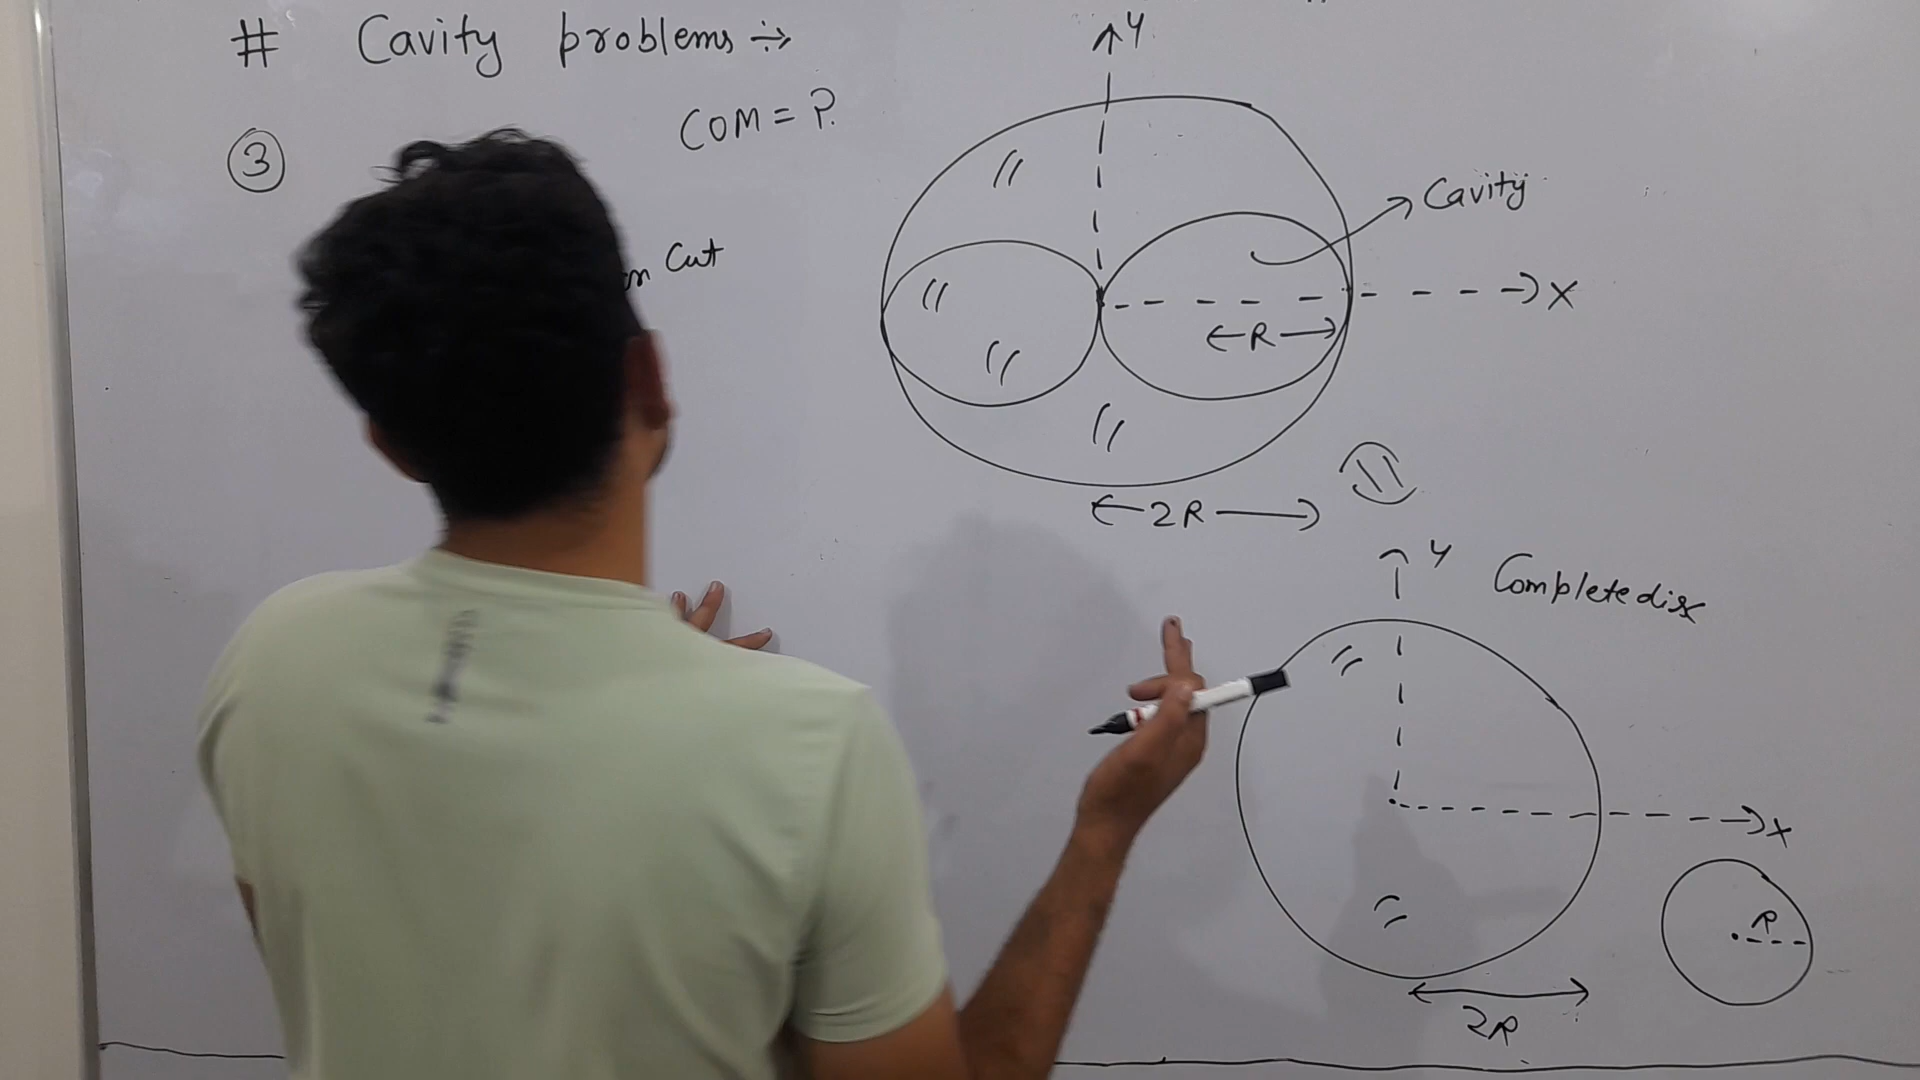 # Cavity problems ÷
COM = ?
3
Cut
Y
Cavity
X
R
2R
Y
Complete disc
X
R
2R